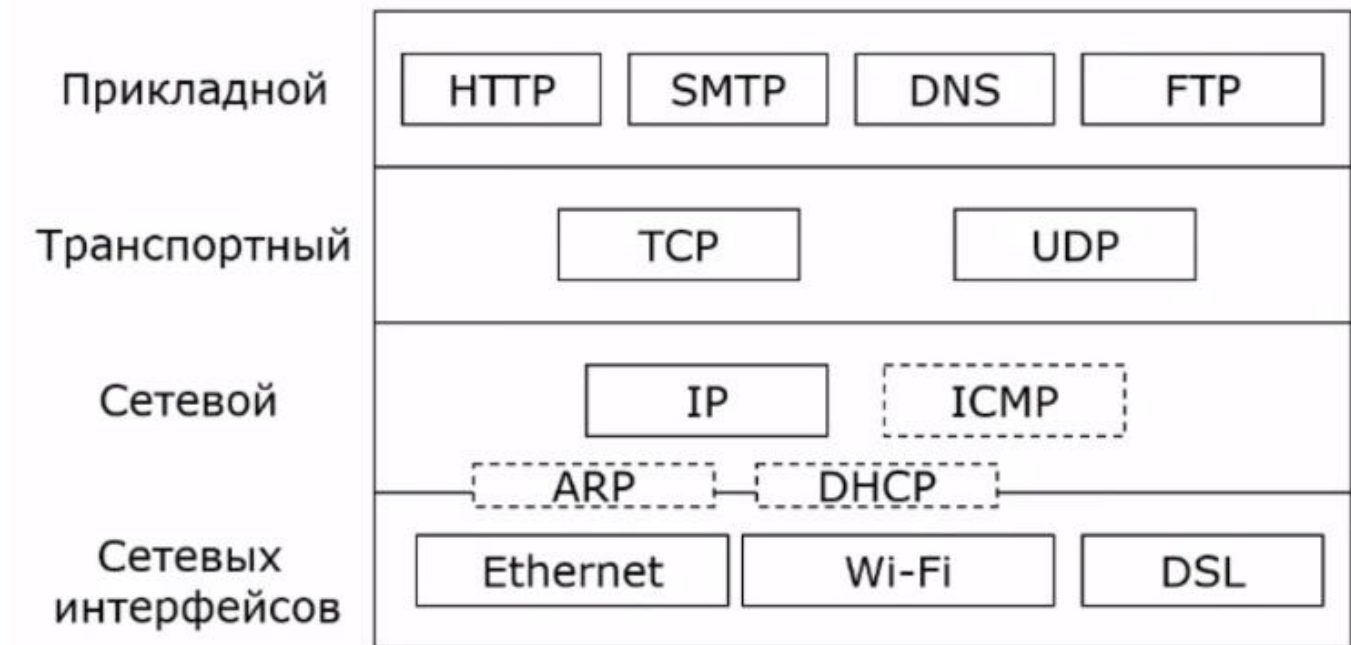 Прикладной
HTTP SMTP DNS FTP
Транспортный
TCP UDP
Сетевой
IP ICMP
ARP DHCP
Сетевых
интерфейсов
Ethernet Wi-Fi DSL